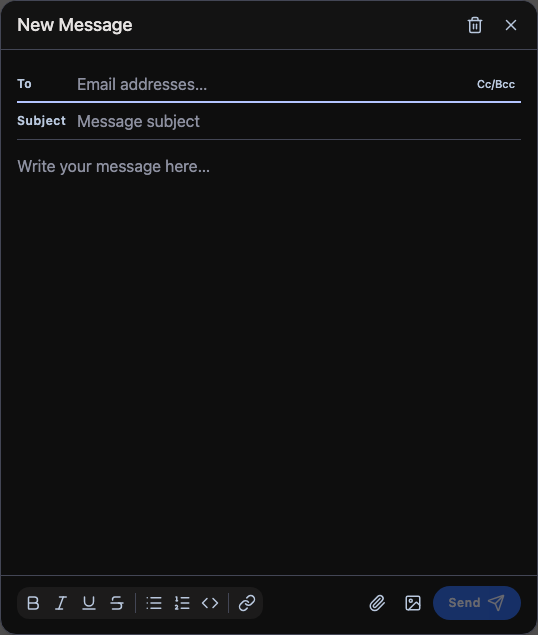 New Message
To Email addresses... Cc/Bcc
Subject Message subject
Write your message here...
Send